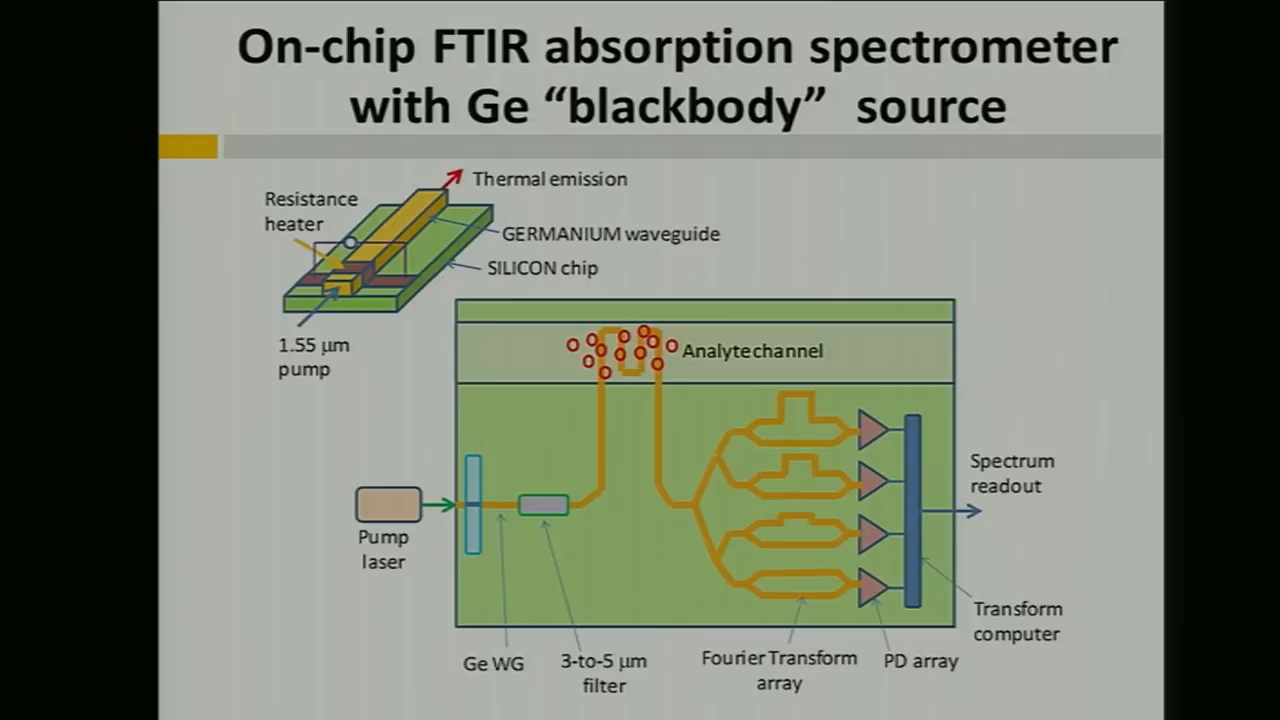 On-chip FTIR absorption spectrometer
with Ge “blackbody” source
Thermal emission
Resistance
heater
GERMANIUM waveguide
SILICON chip
1.55 µm
pump
Analyte channel
Spectrum
readout
Pump
laser
Transform
computer
Ge WG
3-to-5 µm
filter
Fourier Transform
array
PD array